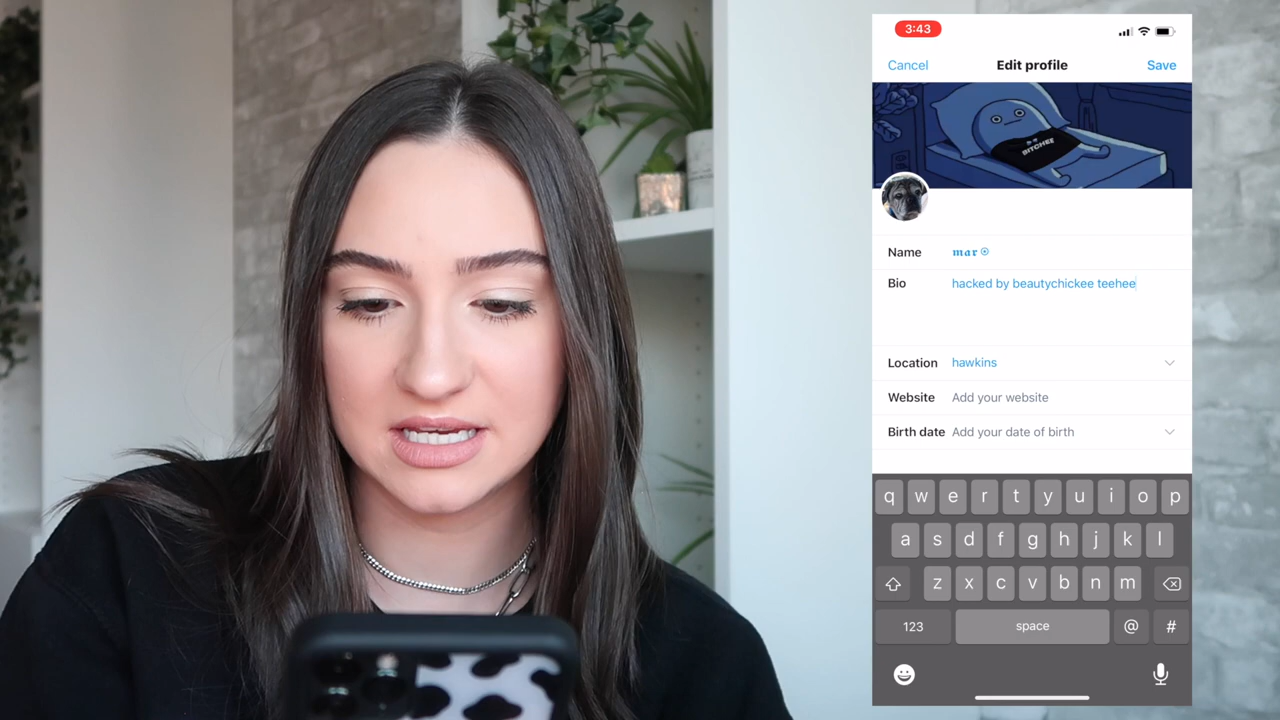 3:43
Cancel
Edit profile
Save
BITCHEE
Name
𝖒𝖆𝖗 ☉
Bio
hacked by beautychickee teehee
Location
hawkins
Website
Add your website
Birth date
Add your date of birth
q w e r t y u i o p
a s d f g h j k l
z x c v b n m
123
space
@
#